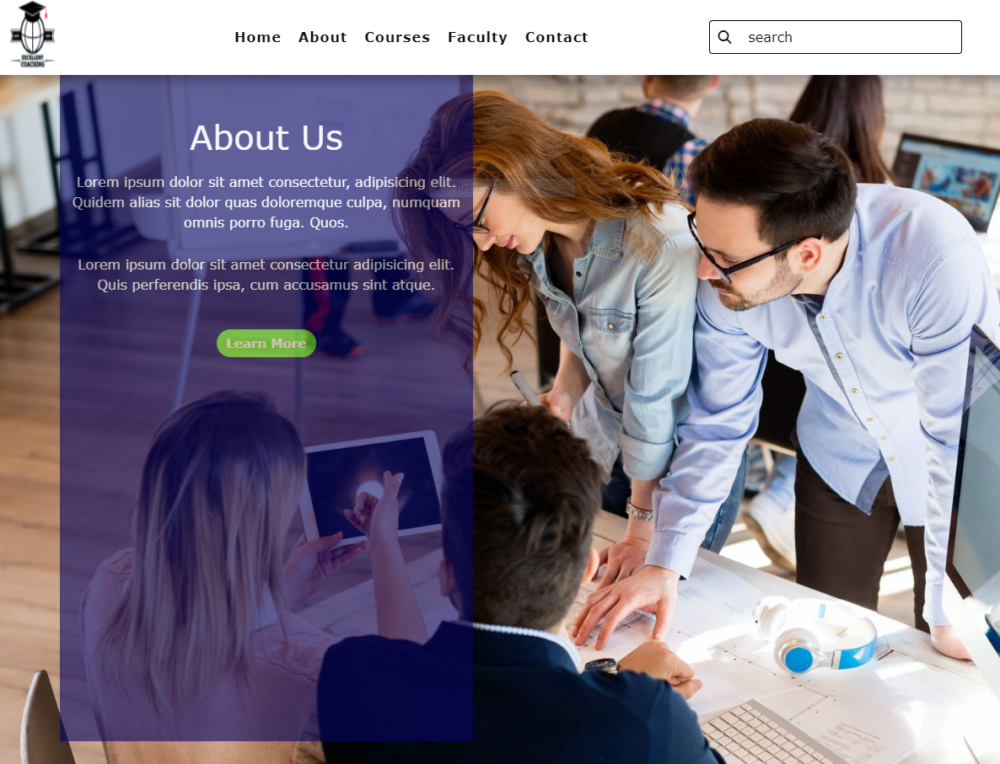 EXCELLENT
COACHING
Home About Courses Faculty Contact
search
About Us
Lorem ipsum dolor sit amet consectetur, adipisicing elit.
Quidem alias sit dolor quas doloremque culpa, numquam
omnis porro fuga. Quos.
Lorem ipsum dolor sit amet consectetur adipisicing elit.
Quis perferendis ipsa, cum accusamus sint atque.
Learn More